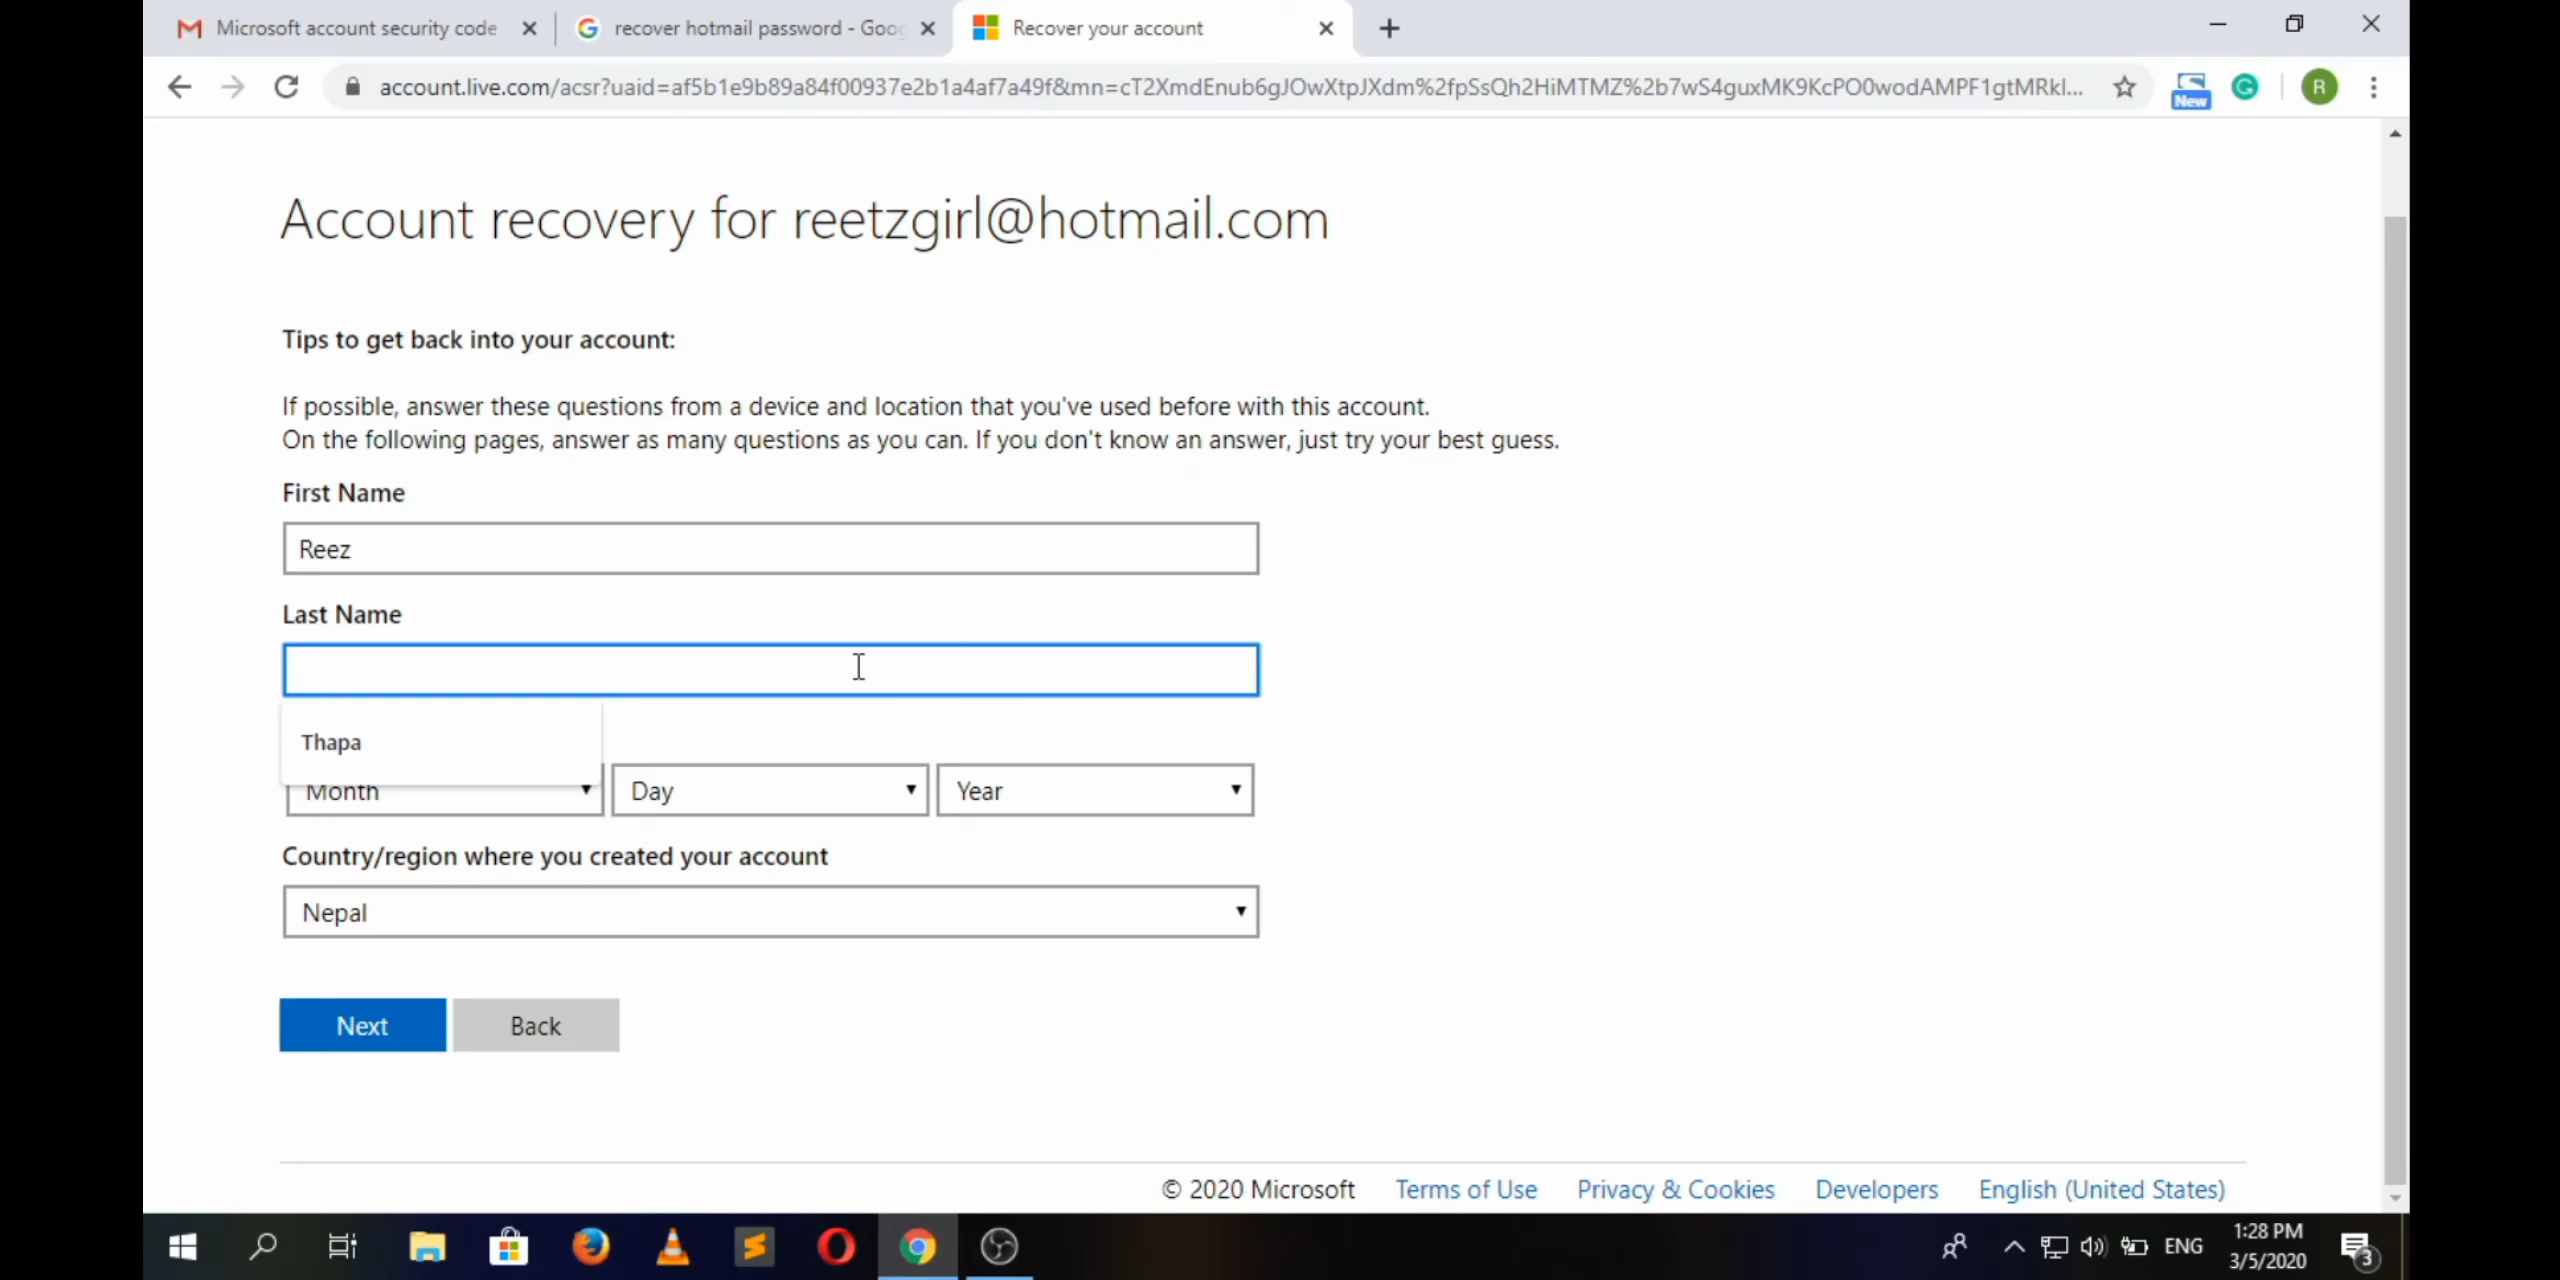 Microsoft account security code
recover hotmail password - Goo
Recover your account
account.live.com/acsr?uaid=af5b1e9b89a84f00937e2b1a4af7a49f&mn=cT2XmdEnub6gJOwXtpJXdm%2fpSsQh2HiMTMZ%2b7wS4guxMK9KcPO0wodAMPF1gtMRkl...
New
R
Account recovery for reetzgirl@hotmail.com
Tips to get back into your account:
If possible, answer these questions from a device and location that you've used before with this account.
On the following pages, answer as many questions as you can. If you don't know an answer, just try your best guess.
First Name
Reez
Last Name
Thapa
Month
Day
Year
Country/region where you created your account
Nepal
Next
Back
© 2020 Microsoft
Terms of Use
Privacy & Cookies
Developers
English (United States)
ENG
1:28 PM
3/5/2020
3